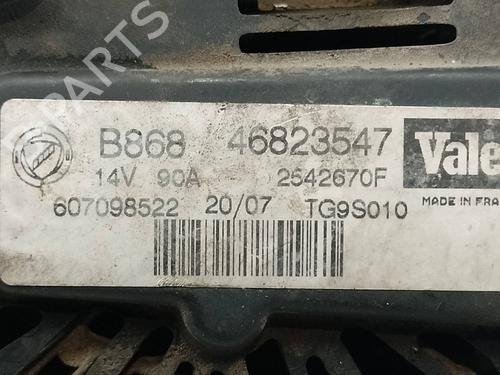 B868 46823547 Vale
14V 90A 2542670F
607098522 20/07 TG9S010
MADE IN FRA
B-PARTS